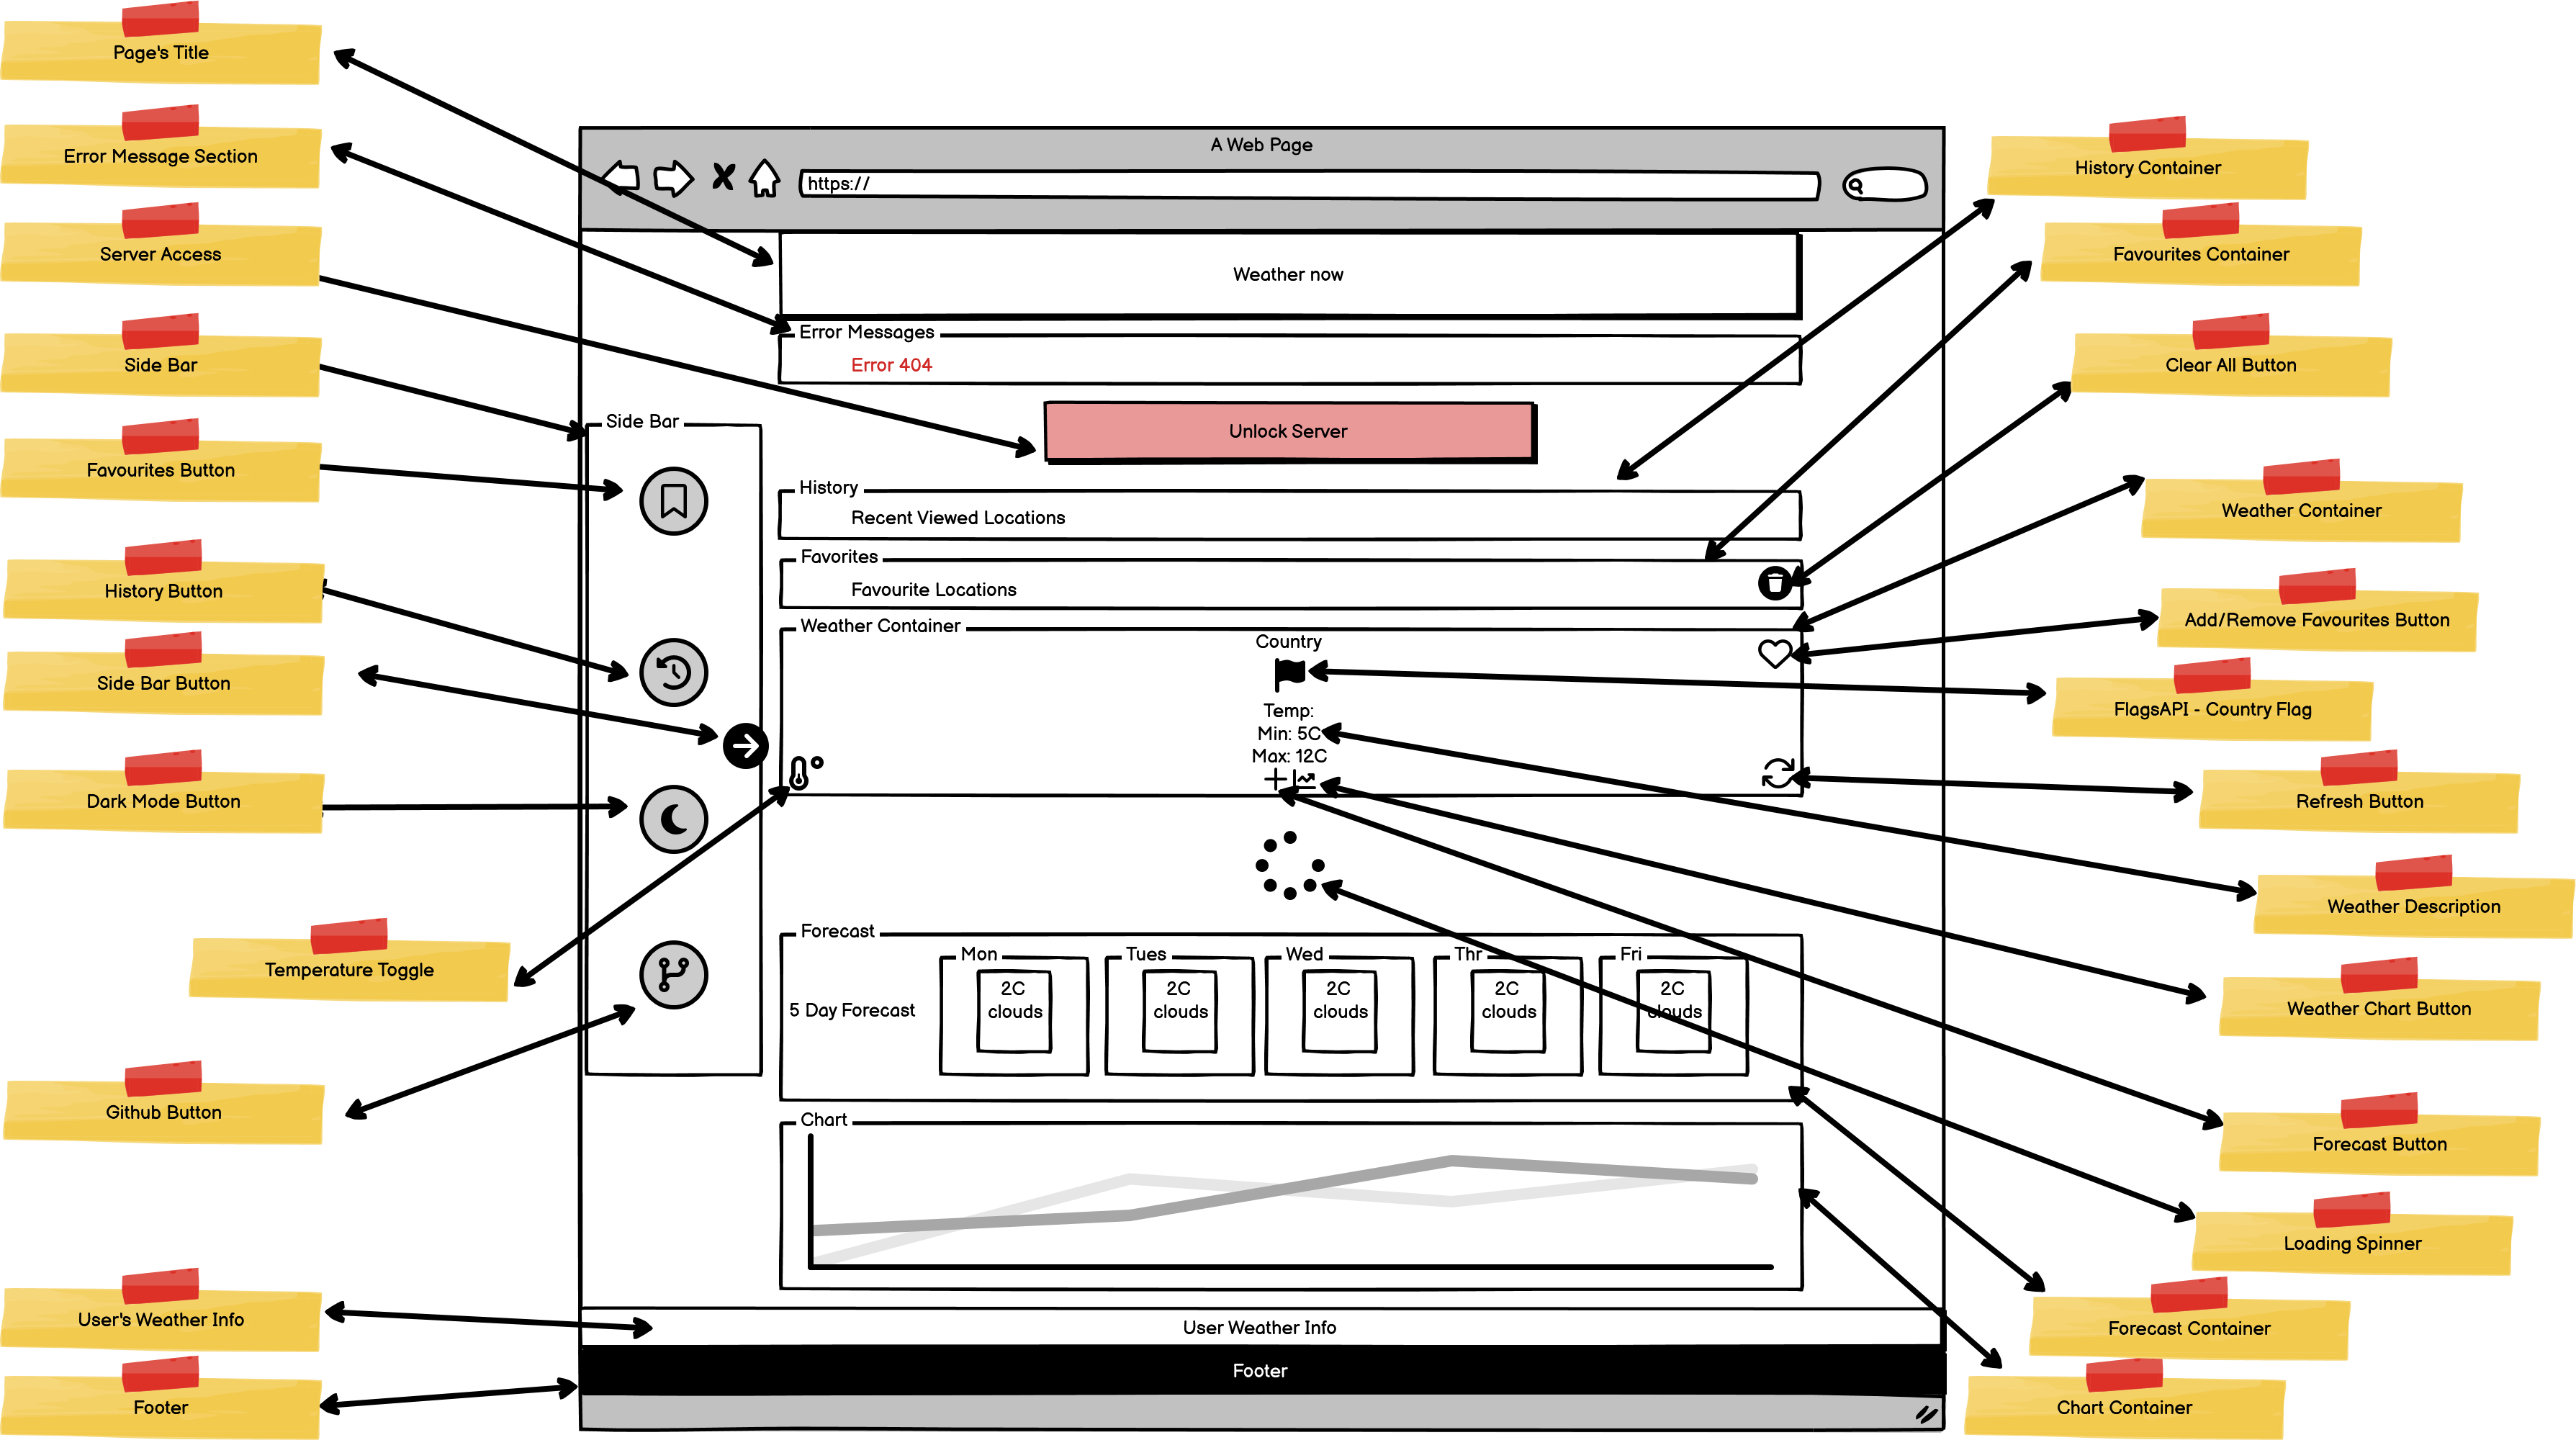 Page's Title
Error Message Section
Server Access
Side Bar
Favourites Button
History Button
Side Bar Button
Dark Mode Button
Temperature Toggle
Github Button
User's Weather Info
Footer
A Web Page
https://
Weather now
Error Messages
Error 404
Unlock Server
Side Bar
History
Recent Viewed Locations
Favorites
Favourite Locations
Weather Container
Country
Temp:
Min: 5C
Max: 12C
Forecast
5 Day Forecast
Mon
2C
clouds
Tues
2C
clouds
Wed
2C
clouds
Thr
2C
clouds
Fri
2C
clouds
Chart
User Weather Info
Footer
History Container
Favourites Container
Clear All Button
Weather Container
Add/Remove Favourites Button
FlagsAPI - Country Flag
Refresh Button
Weather Description
Weather Chart Button
Forecast Button
Loading Spinner
Forecast Container
Chart Container